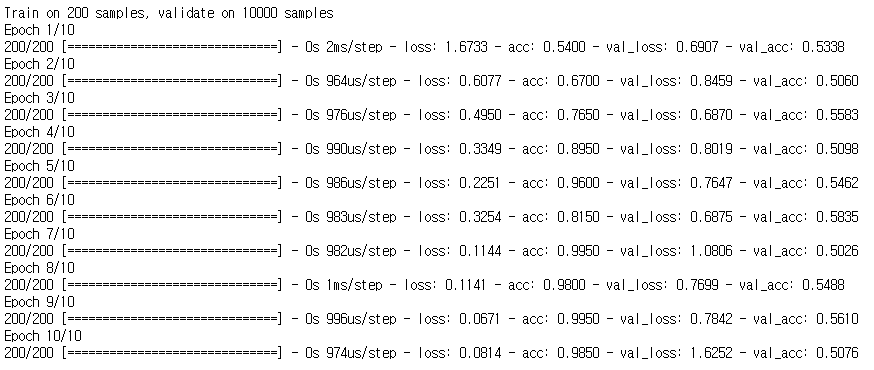 Train on 200 samples, validate on 10000 samples
Epoch 1/10
200/200 [==============================] - 0s 2ms/step - loss: 1.6733 - acc: 0.5400 - val_loss: 0.6907 - val_acc: 0.5338
Epoch 2/10
200/200 [==============================] - 0s 964us/step - loss: 0.6077 - acc: 0.6700 - val_loss: 0.8459 - val_acc: 0.5060
Epoch 3/10
200/200 [==============================] - 0s 976us/step - loss: 0.4950 - acc: 0.7650 - val_loss: 0.6870 - val_acc: 0.5583
Epoch 4/10
200/200 [==============================] - 0s 990us/step - loss: 0.3349 - acc: 0.8950 - val_loss: 0.8019 - val_acc: 0.5098
Epoch 5/10
200/200 [==============================] - 0s 986us/step - loss: 0.2251 - acc: 0.9600 - val_loss: 0.7647 - val_acc: 0.5462
Epoch 6/10
200/200 [==============================] - 0s 983us/step - loss: 0.3254 - acc: 0.8150 - val_loss: 0.6875 - val_acc: 0.5835
Epoch 7/10
200/200 [==============================] - 0s 982us/step - loss: 0.1144 - acc: 0.9950 - val_loss: 1.0806 - val_acc: 0.5026
Epoch 8/10
200/200 [==============================] - 0s 1ms/step - loss: 0.1141 - acc: 0.9800 - val_loss: 0.7699 - val_acc: 0.5488
Epoch 9/10
200/200 [==============================] - 0s 996us/step - loss: 0.0671 - acc: 0.9950 - val_loss: 0.7842 - val_acc: 0.5610
Epoch 10/10
200/200 [==============================] - 0s 974us/step - loss: 0.0814 - acc: 0.9850 - val_loss: 1.6252 - val_acc: 0.5076